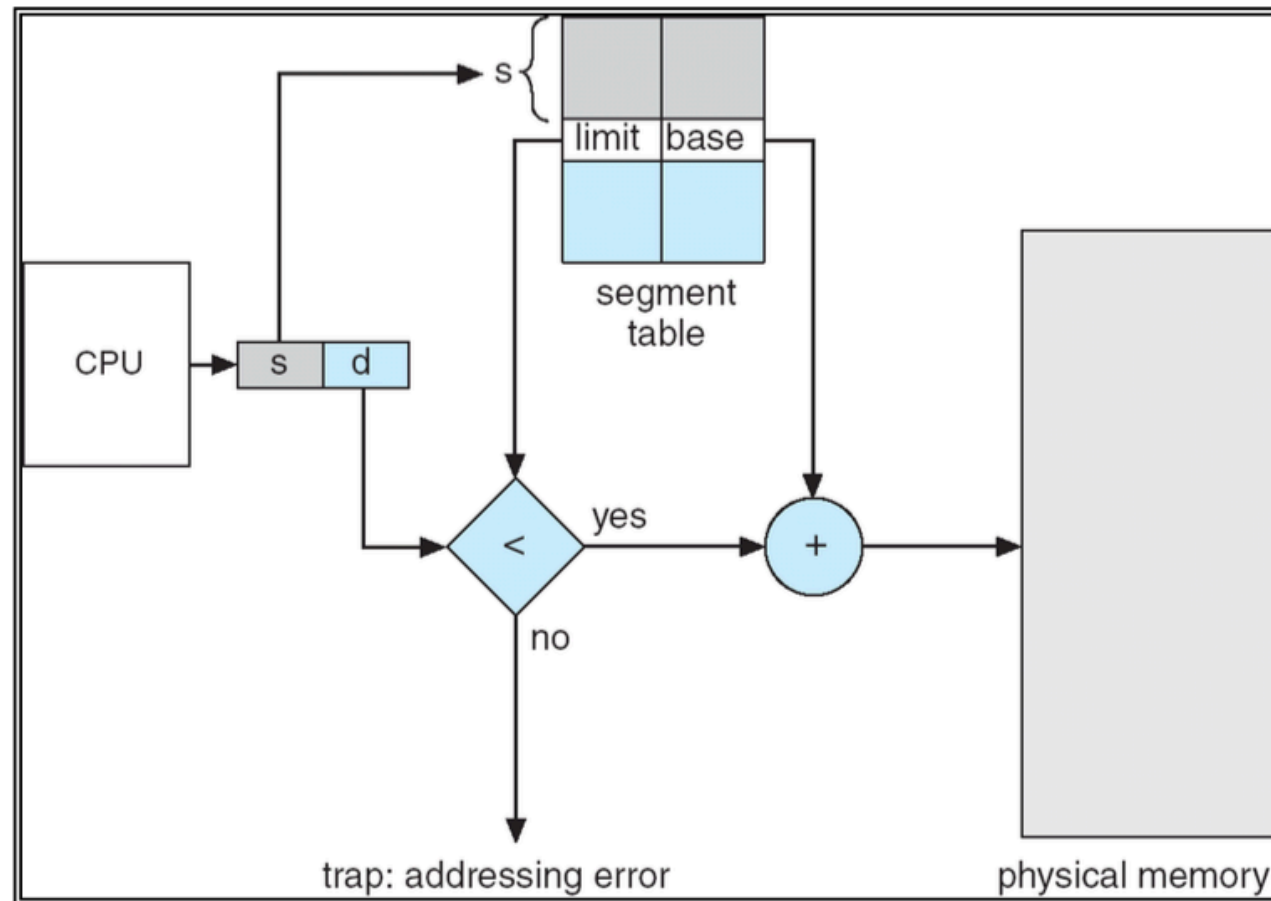 s
limit base
segment
table
CPU
s d
<
yes
+
no
trap: addressing error
physical memory